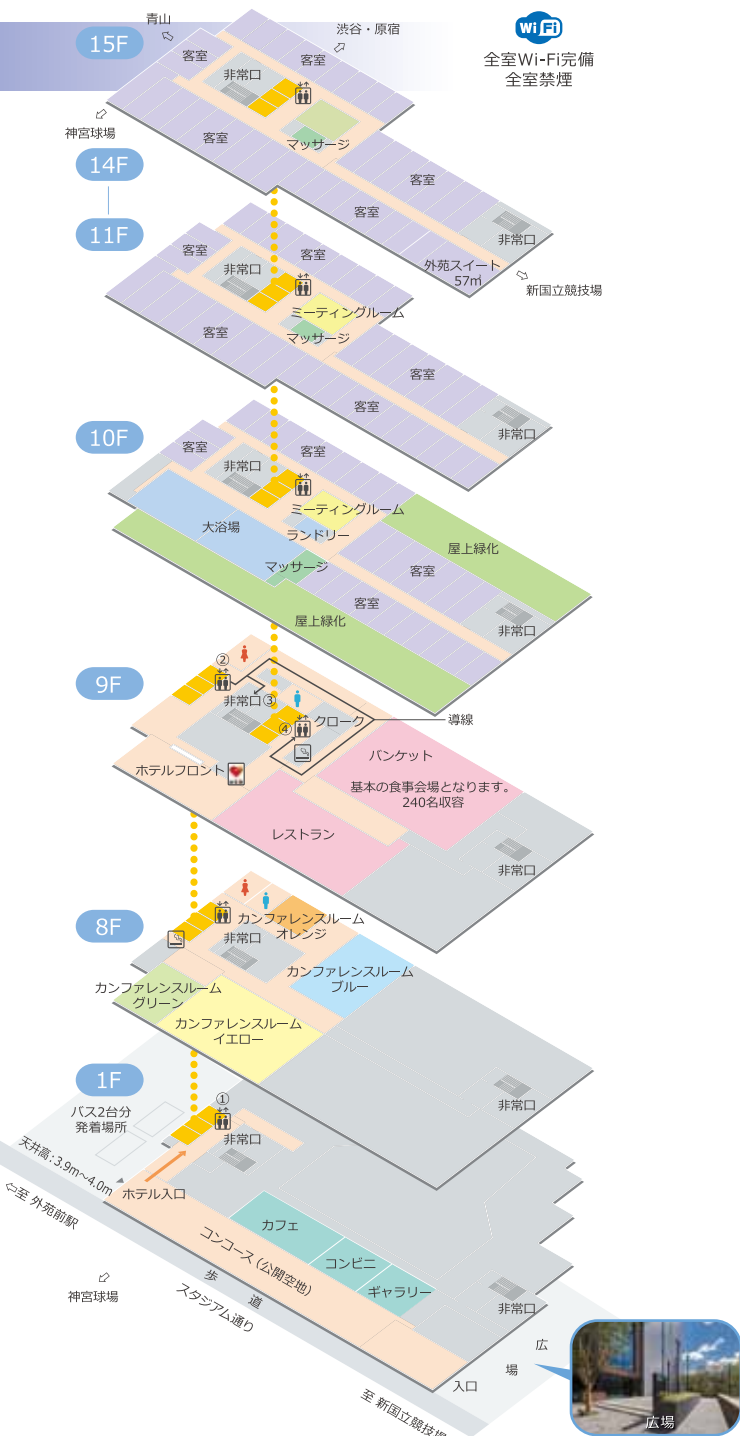 青山
渋谷・原宿
Wi Fi
全室Wi-Fi完備
全室禁煙
15F
客室
客室
非常口
神宮球場
客室
マッサージ
客室
14F
客室
非常口
外苑スイート
57㎡
新国立競技場
11F
客室
客室
非常口
ミーティングルーム
マッサージ
客室
客室
客室
非常口
10F
客室
客室
非常口
ミーティングルーム
大浴場
ランドリー
屋上緑化
マッサージ
客室
客室
屋上緑化
非常口
9F
②
非常口③
④
クローク
導線
バンケット
ホテルフロント
基本の食事会場となります。
240名収容
レストラン
非常口
8F
カンファレンスルーム
オレンジ
非常口
カンファレンスルーム
ブルー
カンファレンスルーム
グリーン
カンファレンスルーム
イエロー
非常口
1F
①
バス2台分
発着場所
非常口
天井高:3.9m～4.0m
ホテル入口
至 外苑前駅
カフェ
コンビニ
ギャラリー
コンコース (公開空地)
歩道
スタジアム通り
神宮球場
非常口
広場
入口
至 新国立競技場
広場